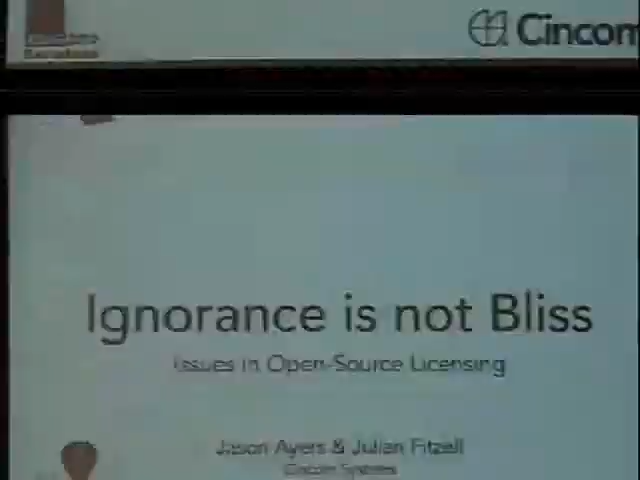 Cincom
Ignorance is not Bliss
Issues in Open-Source Licensing
Jason Ayers & Julian Fitzell
Cincom Systems